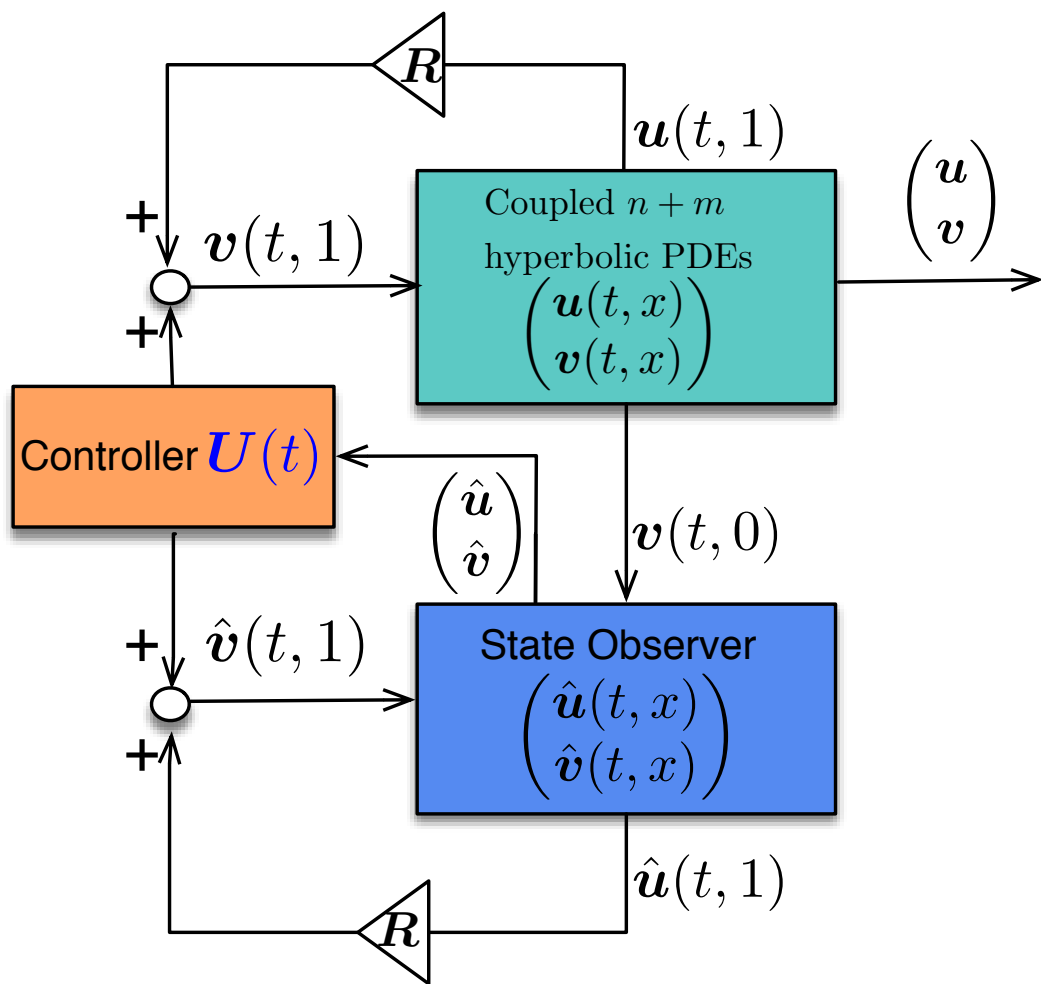 R
u(t, 1)
(u
v)
Coupled n + m
hyperbolic PDEs
(u(t, x)
v(t, x))
+
v(t, 1)
+
Controller U(t)
(û
v̂)
v(t, 0)
+
v̂(t, 1)
State Observer
(û(t, x)
v̂(t, x))
+
û(t, 1)
R